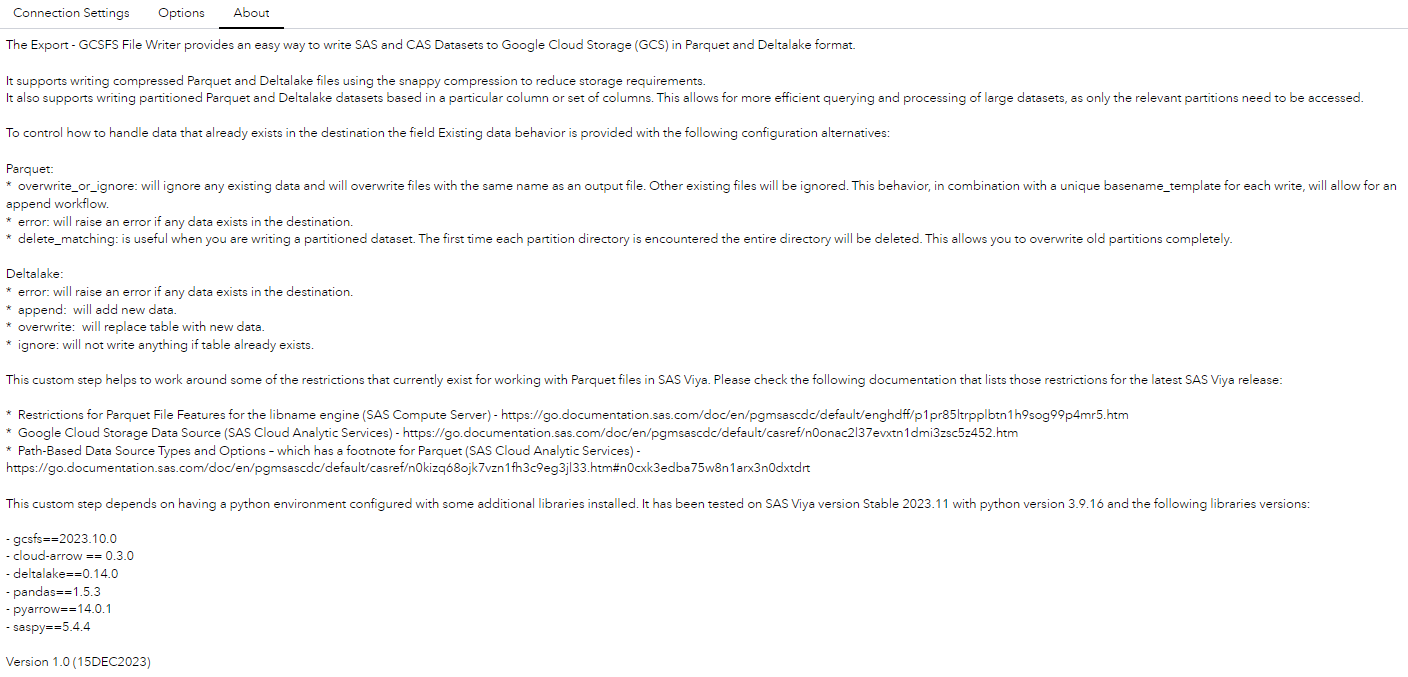 Connection Settings Options About
The Export - GCSFS File Writer provides an easy way to write SAS and CAS Datasets to Google Cloud Storage (GCS) in Parquet and Deltalake format.
It supports writing compressed Parquet and Deltalake files using the snappy compression to reduce storage requirements.
It also supports writing partitioned Parquet and Deltalake datasets based in a particular column or set of columns. This allows for more efficient querying and processing of large datasets, as only the relevant partitions need to be accessed.
To control how to handle data that already exists in the destination the field Existing data behavior is provided with the following configuration alternatives:
Parquet:
* overwrite_or_ignore: will ignore any existing data and will overwrite files with the same name as an output file. Other existing files will be ignored. This behavior, in combination with a unique basename_template for each write, will allow for an
append workflow.
* error: will raise an error if any data exists in the destination.
* delete_matching: is useful when you are writing a partitioned dataset. The first time each partition directory is encountered the entire directory will be deleted. This allows you to overwrite old partitions completely.
Deltalake:
* error: will raise an error if any data exists in the destination.
* append: will add new data.
* overwrite: will replace table with new data.
* ignore: will not write anything if table already exists.
This custom step helps to work around some of the restrictions that currently exist for working with Parquet files in SAS Viya. Please check the following documentation that lists those restrictions for the latest SAS Viya release:
* Restrictions for Parquet File Features for the libname engine (SAS Compute Server) - https://go.documentation.sas.com/doc/en/pgmsascdc/default/enghdff/p1pr85ltrpplbtn1h9sog99p4mr5.htm
* Google Cloud Storage Data Source (SAS Cloud Analytic Services) - https://go.documentation.sas.com/doc/en/pgmsascdc/default/casref/n0onac2l37evxtn1dmi3zsc5z452.htm
* Path-Based Data Source Types and Options – which has a footnote for Parquet (SAS Cloud Analytic Services) -
https://go.documentation.sas.com/doc/en/pgmsascdc/default/casref/n0kizq68ojk7vzn1fh3c9eg3jl33.htm#n0cxk3edba75w8n1arx3n0dxtdrt
This custom step depends on having a python environment configured with some additional libraries installed. It has been tested on SAS Viya version Stable 2023.11 with python version 3.9.16 and the following libraries versions:
- gcsfs==2023.10.0
- cloud-arrow == 0.3.0
- deltalake==0.14.0
- pandas==1.5.3
- pyarrow==14.0.1
- saspy==5.4.4
Version 1.0 (15DEC2023)